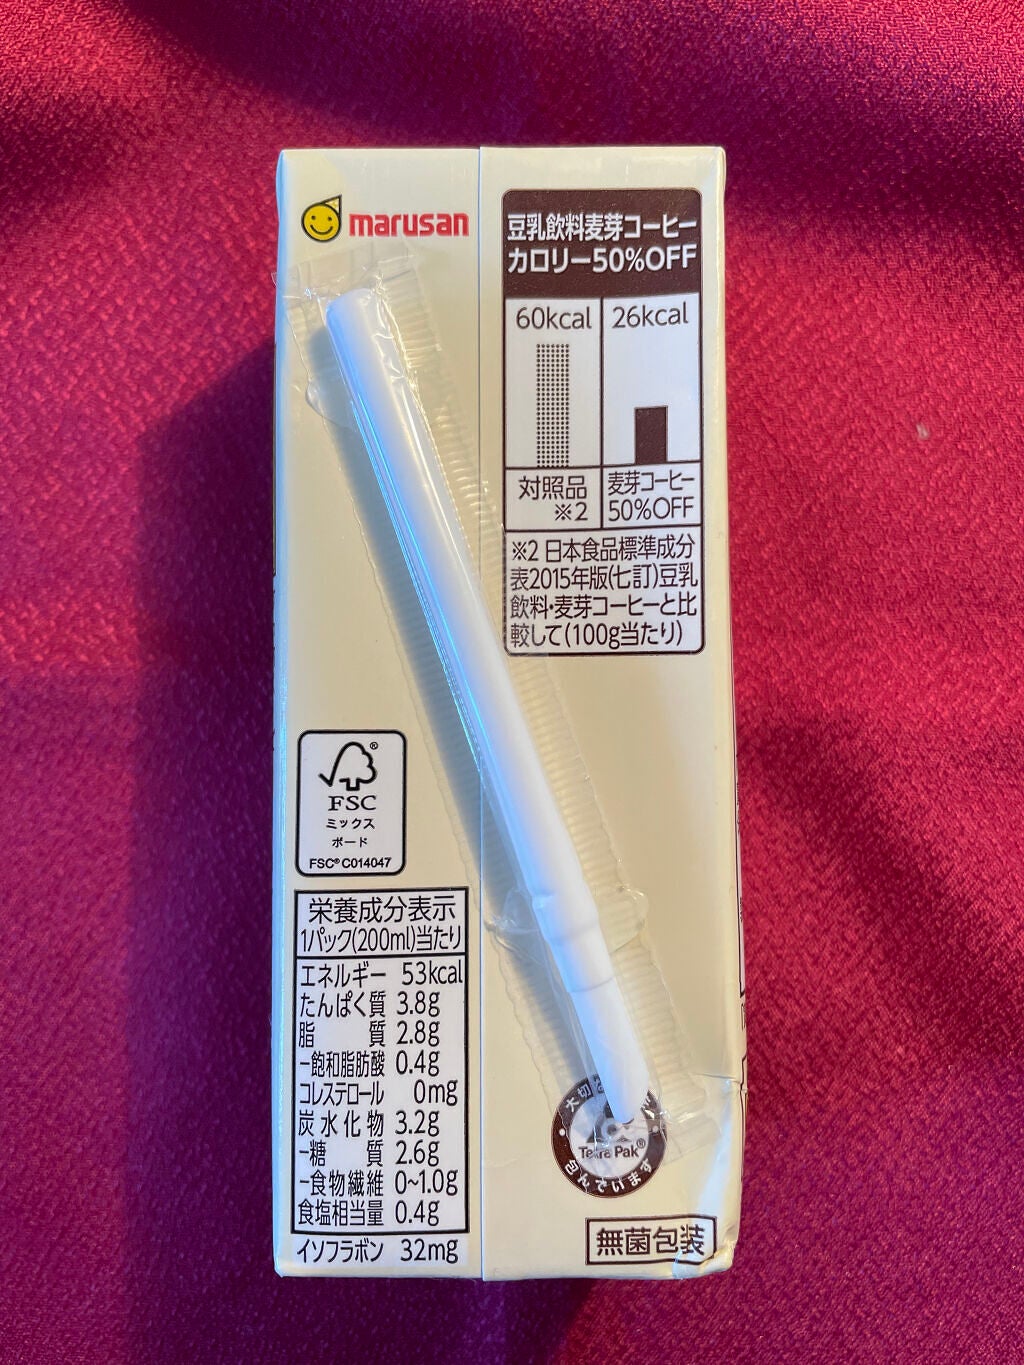 marusan
豆乳飲料麦芽コーヒー
カロリー50%OFF
60kcal 26kcal
対照品
※2
麦芽コーヒー
50%OFF
※2 日本食品標準成分
表2015年版(七訂)豆乳
飲料・麦芽コーヒーと比
較して(100g当たり)
FSC®
ミックス
ボード
FSC® C014047
栄養成分表示
1パック(200ml)当たり
エネルギー 53kcal
たんぱく質 3.8g
脂質 2.8g
-飽和脂肪酸 0.4g
コレステロール 0mg
炭水化物 3.2g
-糖質 2.6g
-食物繊維 0~1.0g
食塩相当量 0.4g
イソフラボン 32mg
大切
Tetra Pak®
包んでいます
無菌包装